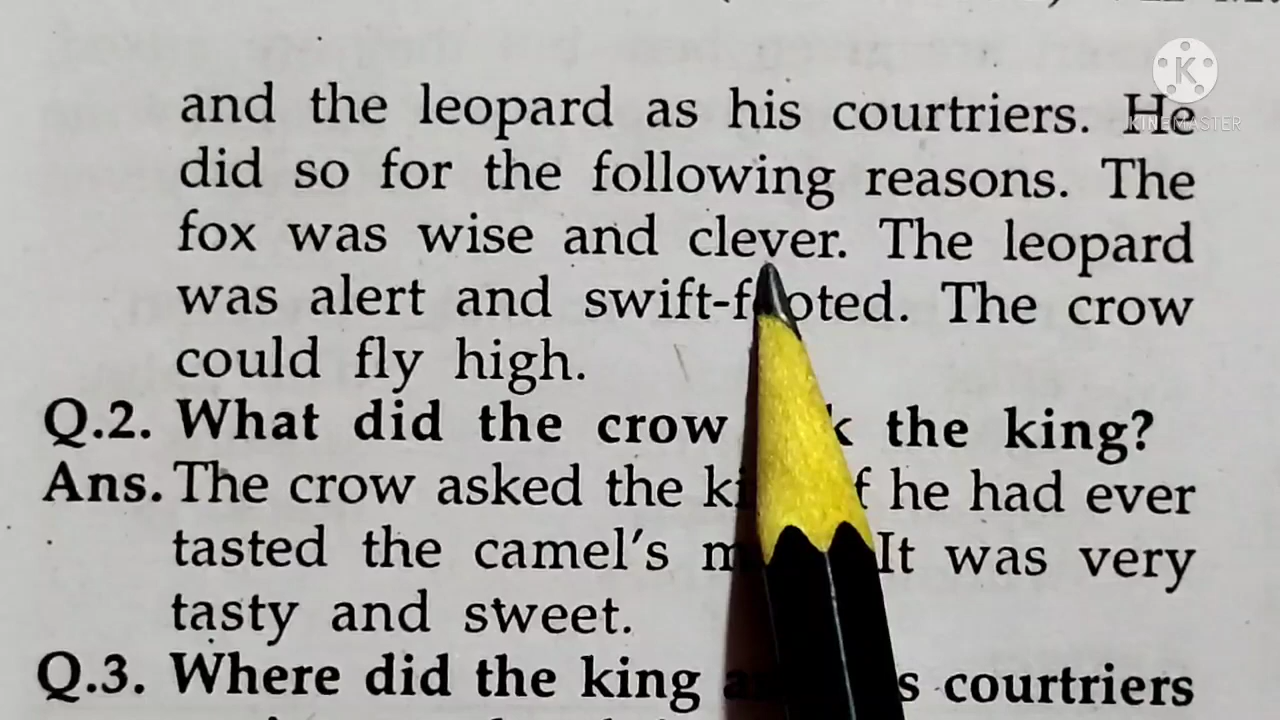 and the leopard as his courtriers. He
K
KINEMASTER
did so for the following reasons. The
fox was wise and clever. The leopard
was alert and swift-footed. The crow
could fly high.
Q.2. What did the crow the king?
Ans. The crow asked the he had ever
tasted the camel's It was very
tasty and sweet.
Q.3. Where did the king courtriers